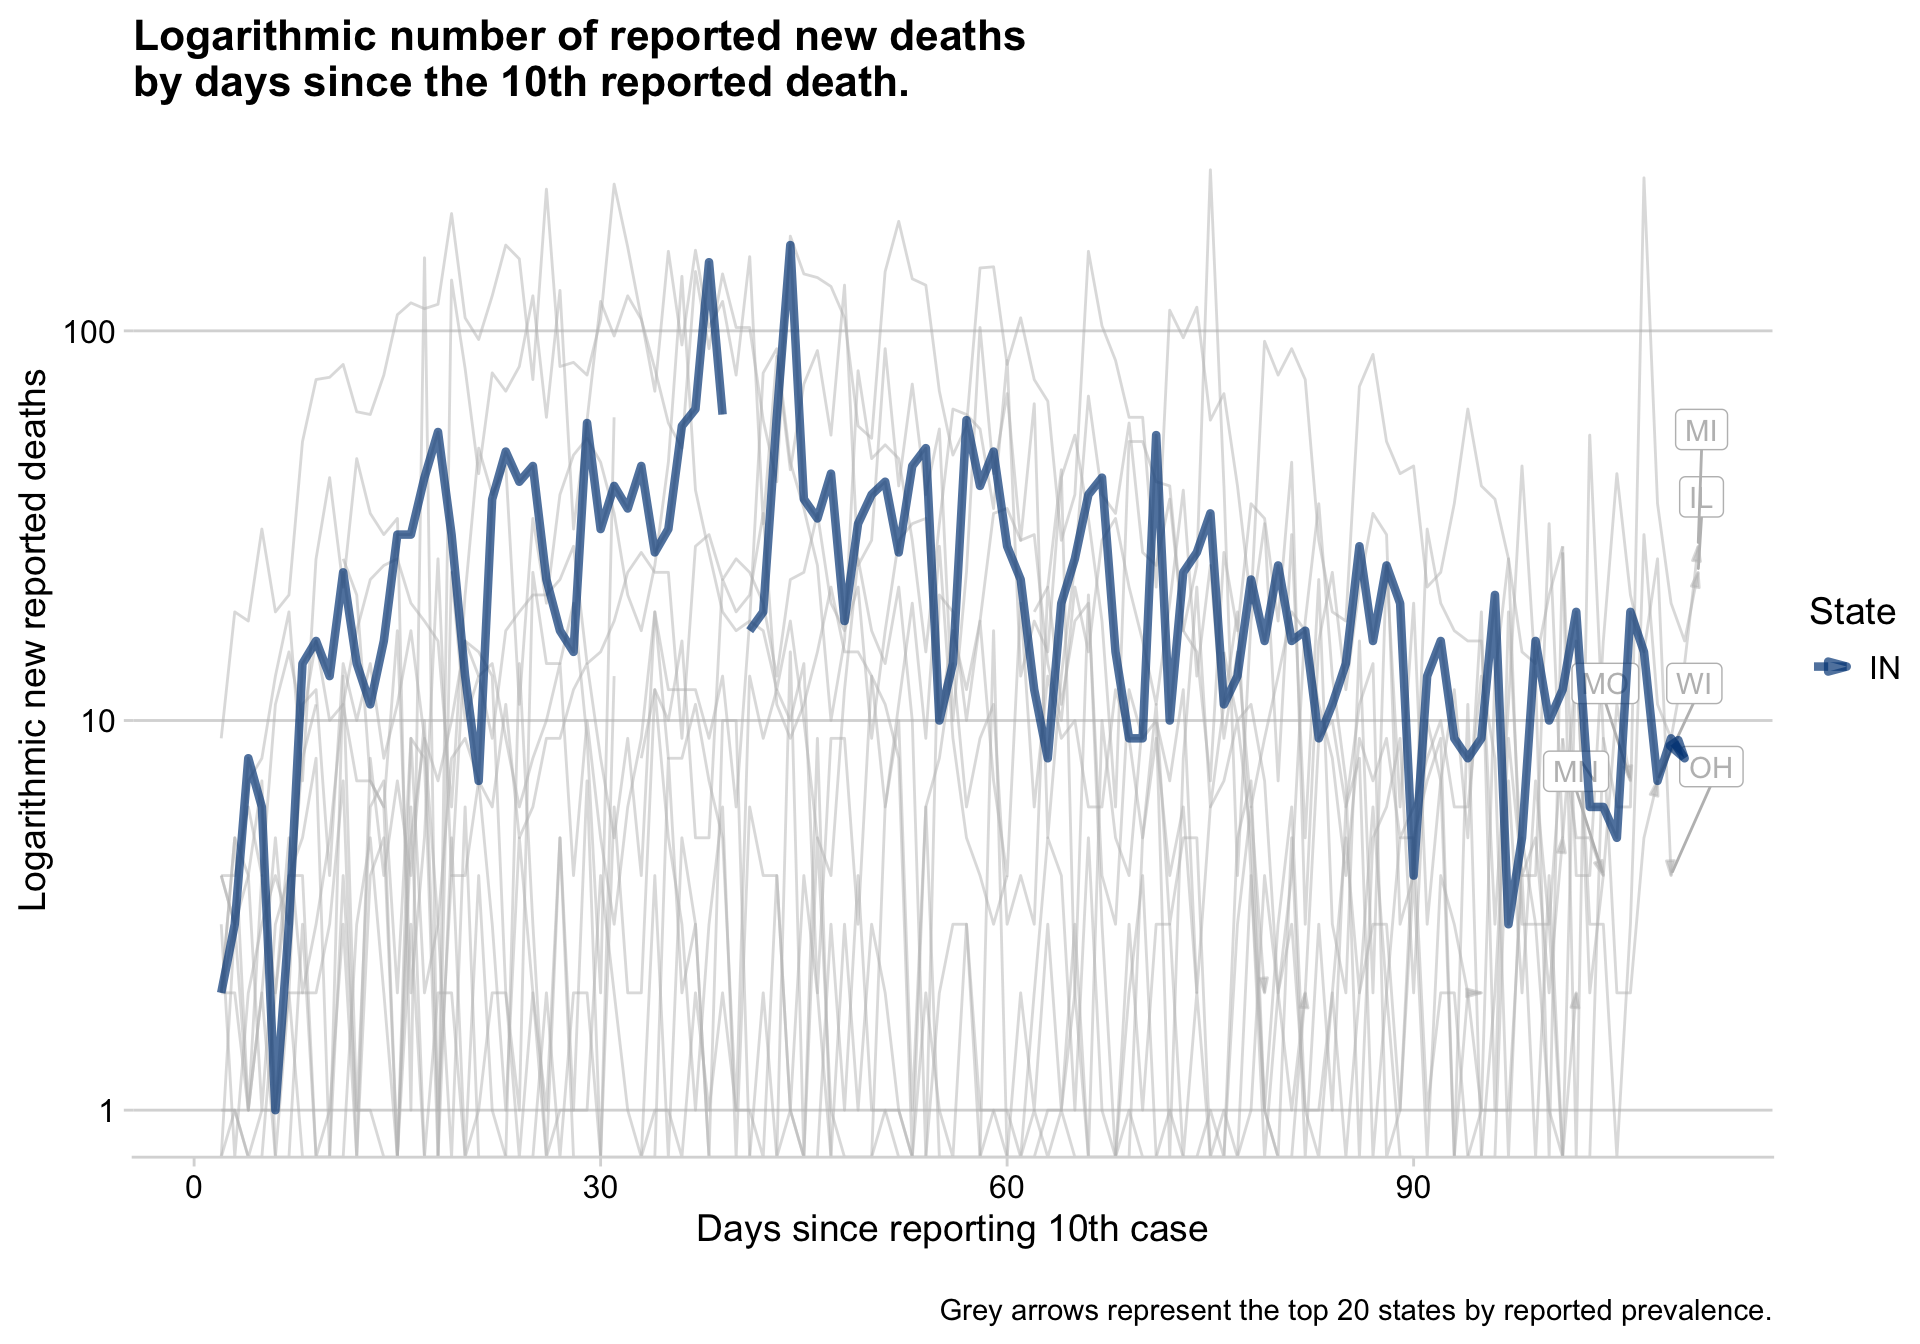 Logarithmic number of reported new deaths
by days since the 10th reported death.
Logarithmic new reported deaths
100
10
1
MI
IL
MO
WI
MN
OH
State
IN
0
30
60
90
Days since reporting 10th case
Grey arrows represent the top 20 states by reported prevalence.